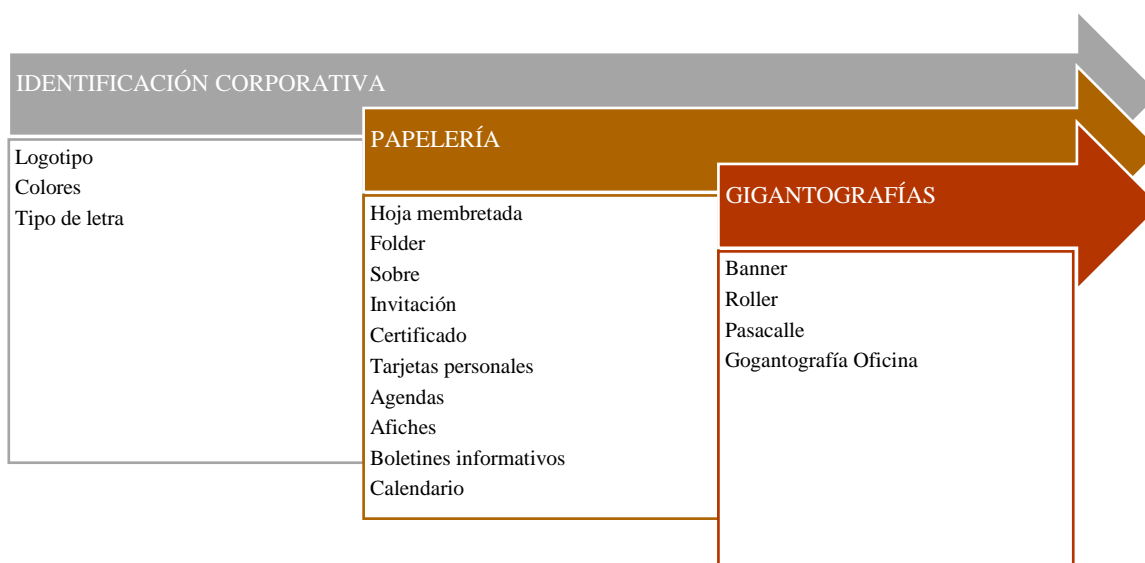 IDENTIFICACIÓN CORPORATIVA
Logotipo
Colores
Tipo de letra
PAPELERÍA
Hoja membretada
Folder
Sobre
Invitación
Certificado
Tarjetas personales
Agendas
Afiches
Boletines informativos
Calendario
GIGANTOGRAFÍAS
Banner
Roller
Pasacalle
Gogantografía Oficina